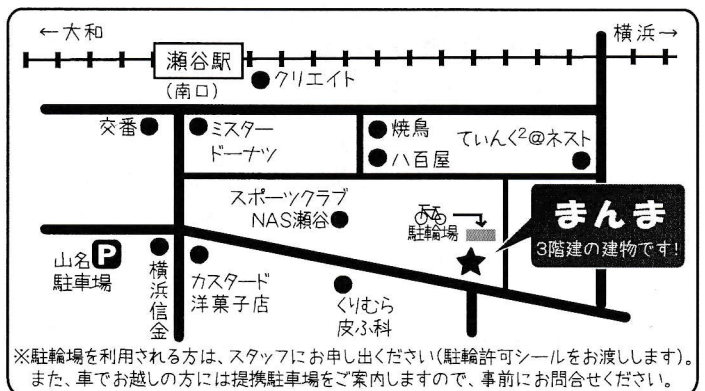 ←大和
横浜→
瀬谷駅
(南口)
クリエイト
交番
ミスター
ドーナツ
焼鳥
八百屋
てぃんく²@ネスト
スポーツクラブ
NAS瀬谷
駐輪場
まんま
3階建の建物です!
山名
駐車場
P
横浜信金
カスタード
洋菓子店
くりむら
皮ふ科
※駐輪場を利用される方は、スタッフにお申し出ください(駐輪許可シールをお渡しします)。
また、車でお越しの方には提携駐車場をご案内しますので、事前にお問合せください。